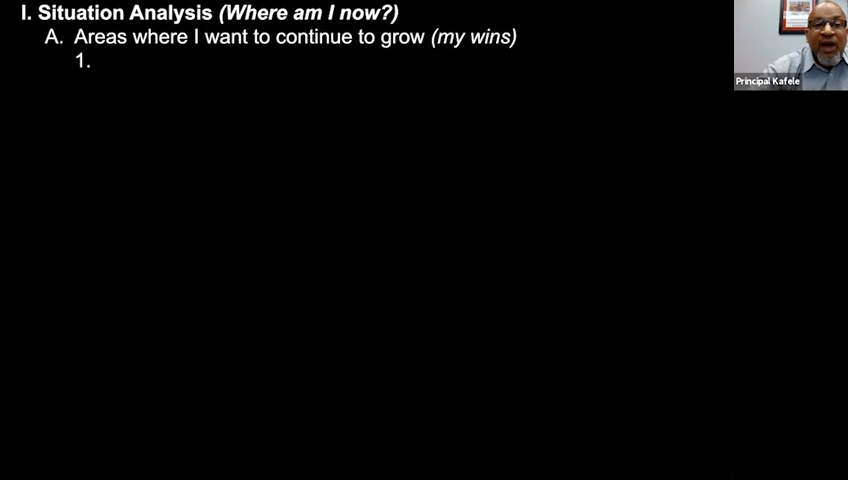 I. Situation Analysis (Where am I now?)
A. Areas where I want to continue to grow (my wins)
1.
Principal Kafele